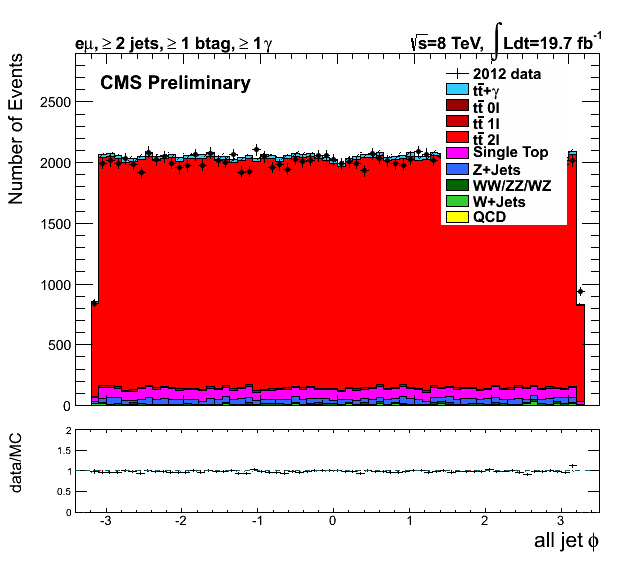 eμ, ≥ 2 jets, ≥ 1 btag, ≥ 1 γ
√s=8 TeV, ∫ Ldt=19.7 fb⁻¹
CMS Preliminary
2012 data
tt̄+γ
tt̄ 0l
tt̄ 1l
tt̄ 2l
Single Top
Z+Jets
WW/ZZ/WZ
W+Jets
QCD
Number of Events
2500
2000
1500
1000
500
0
data/MC
2
1.5
1
0.5
0
-3 -2 -1 0 1 2 3
all jet ϕ